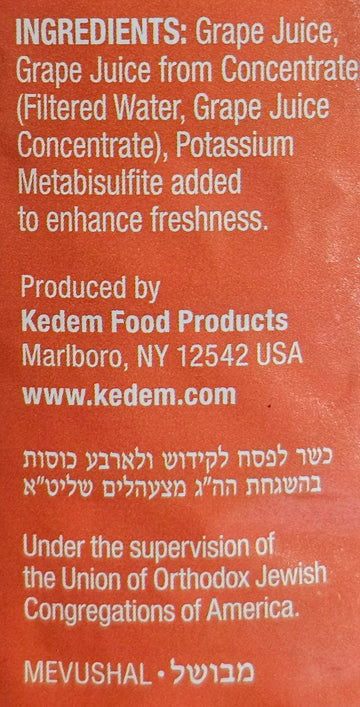 INGREDIENTS: Grape Juice,
Grape Juice from Concentrate
(Filtered Water, Grape Juice
Concentrate), Potassium
Metabisulfite added
to enhance freshness.
Produced by
Kedem Food Products
Marlboro, NY 12542 USA
www.kedem.com
כשר לפסח לקידוש ולארבע כוסות
בהשגחת הה"ג מצעהלים שליט"א
Under the supervision of
the Union of Orthodox Jewish
Congregations of America.
MEVUSHAL • מבושל